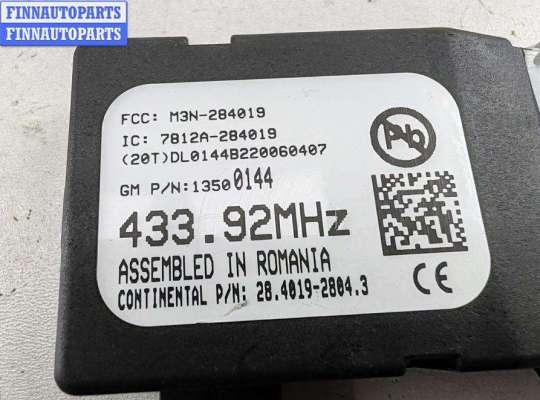 FINNAUTOPARTS
FINNAUTOPARTS
FINNAUTOPARTS
FCC: M3N-284019
IC: 7812A-284019
(20T)DL0144B220060407
Pb
GM P/N:13500144
433.92MHz
ASSEMBLED IN ROMANIA
CONTINENTAL P/N: 28.4019-2804.3
CE